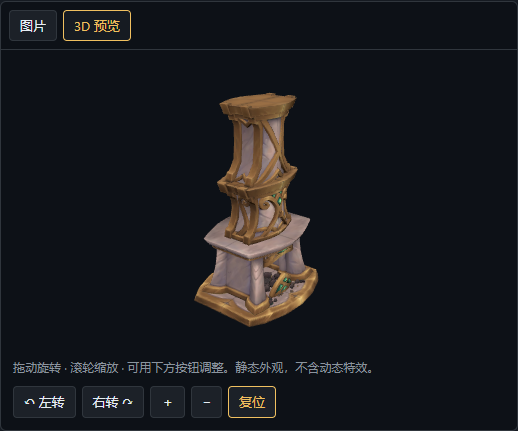 图片 3D 预览
拖动旋转 · 滚轮缩放 · 可用下方按钮调整。静态外观，不含动态特效。
↶ 左转 右转 ↷ + − 复位